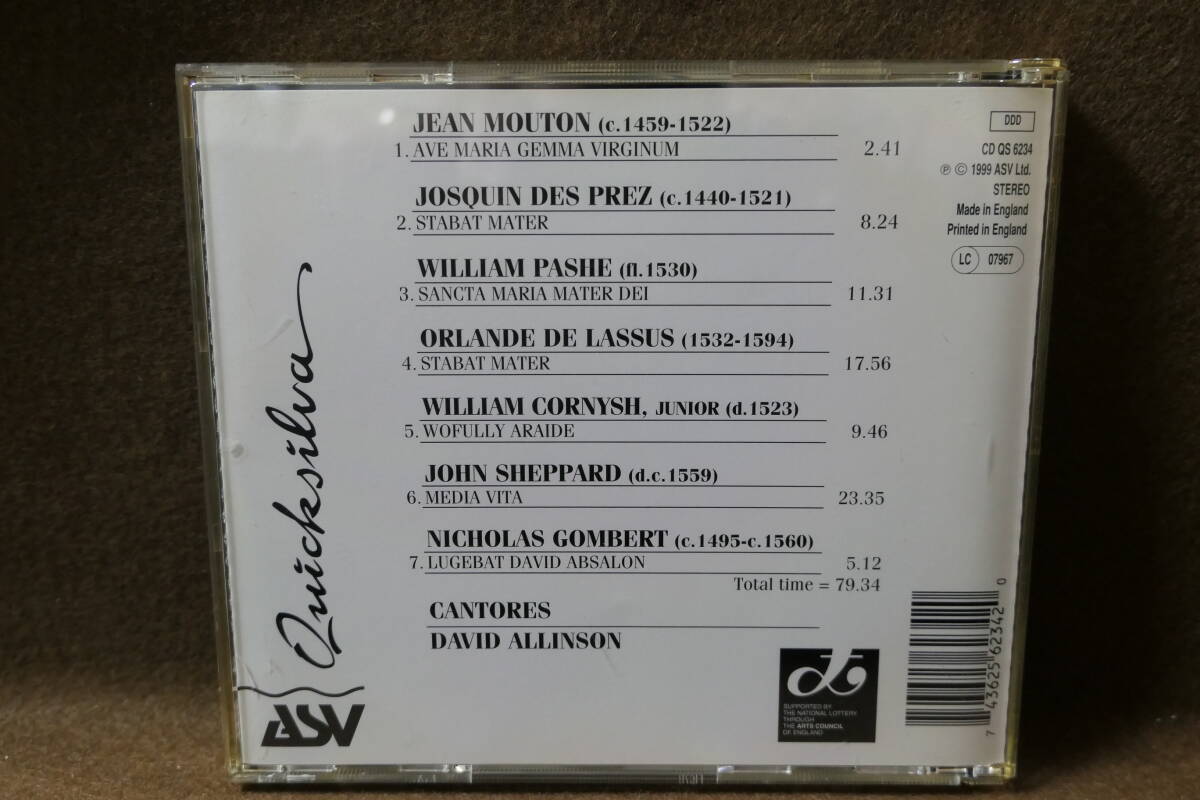 JEAN MOUTON (c.1459-1522)
1. AVE MARIA GEMMA VIRGINUM 2.41
JOSQUIN DES PREZ (c.1440-1521)
2. STABAT MATER 8.24
WILLIAM PASHE (fl.1530)
3. SANCTA MARIA MATER DEI 11.31
ORLANDE DE LASSUS (1532-1594)
4. STABAT MATER 17.56
WILLIAM CORNYSH, JUNIOR (d.1523)
5. WOFULLY ARAIDE 9.46
JOHN SHEPPARD (d.c.1559)
6. MEDIA VITA 23.35
NICHOLAS GOMBERT (c.1495-c.1560)
7. LUGEBAT DAVID ABSALON 5.12
Total time = 79.34
CANTORES
DAVID ALLINSON
DDD
CD QS 6234
℗ © 1999 ASV Ltd.
STEREO
Made in England
Printed in England
LC 07967
Quicksilva
ASV
SUPPORTED BY
THE NATIONAL LOTTERY
THROUGH
THE ARTS COUNCIL
OF ENGLAND
7 43625 62342 0